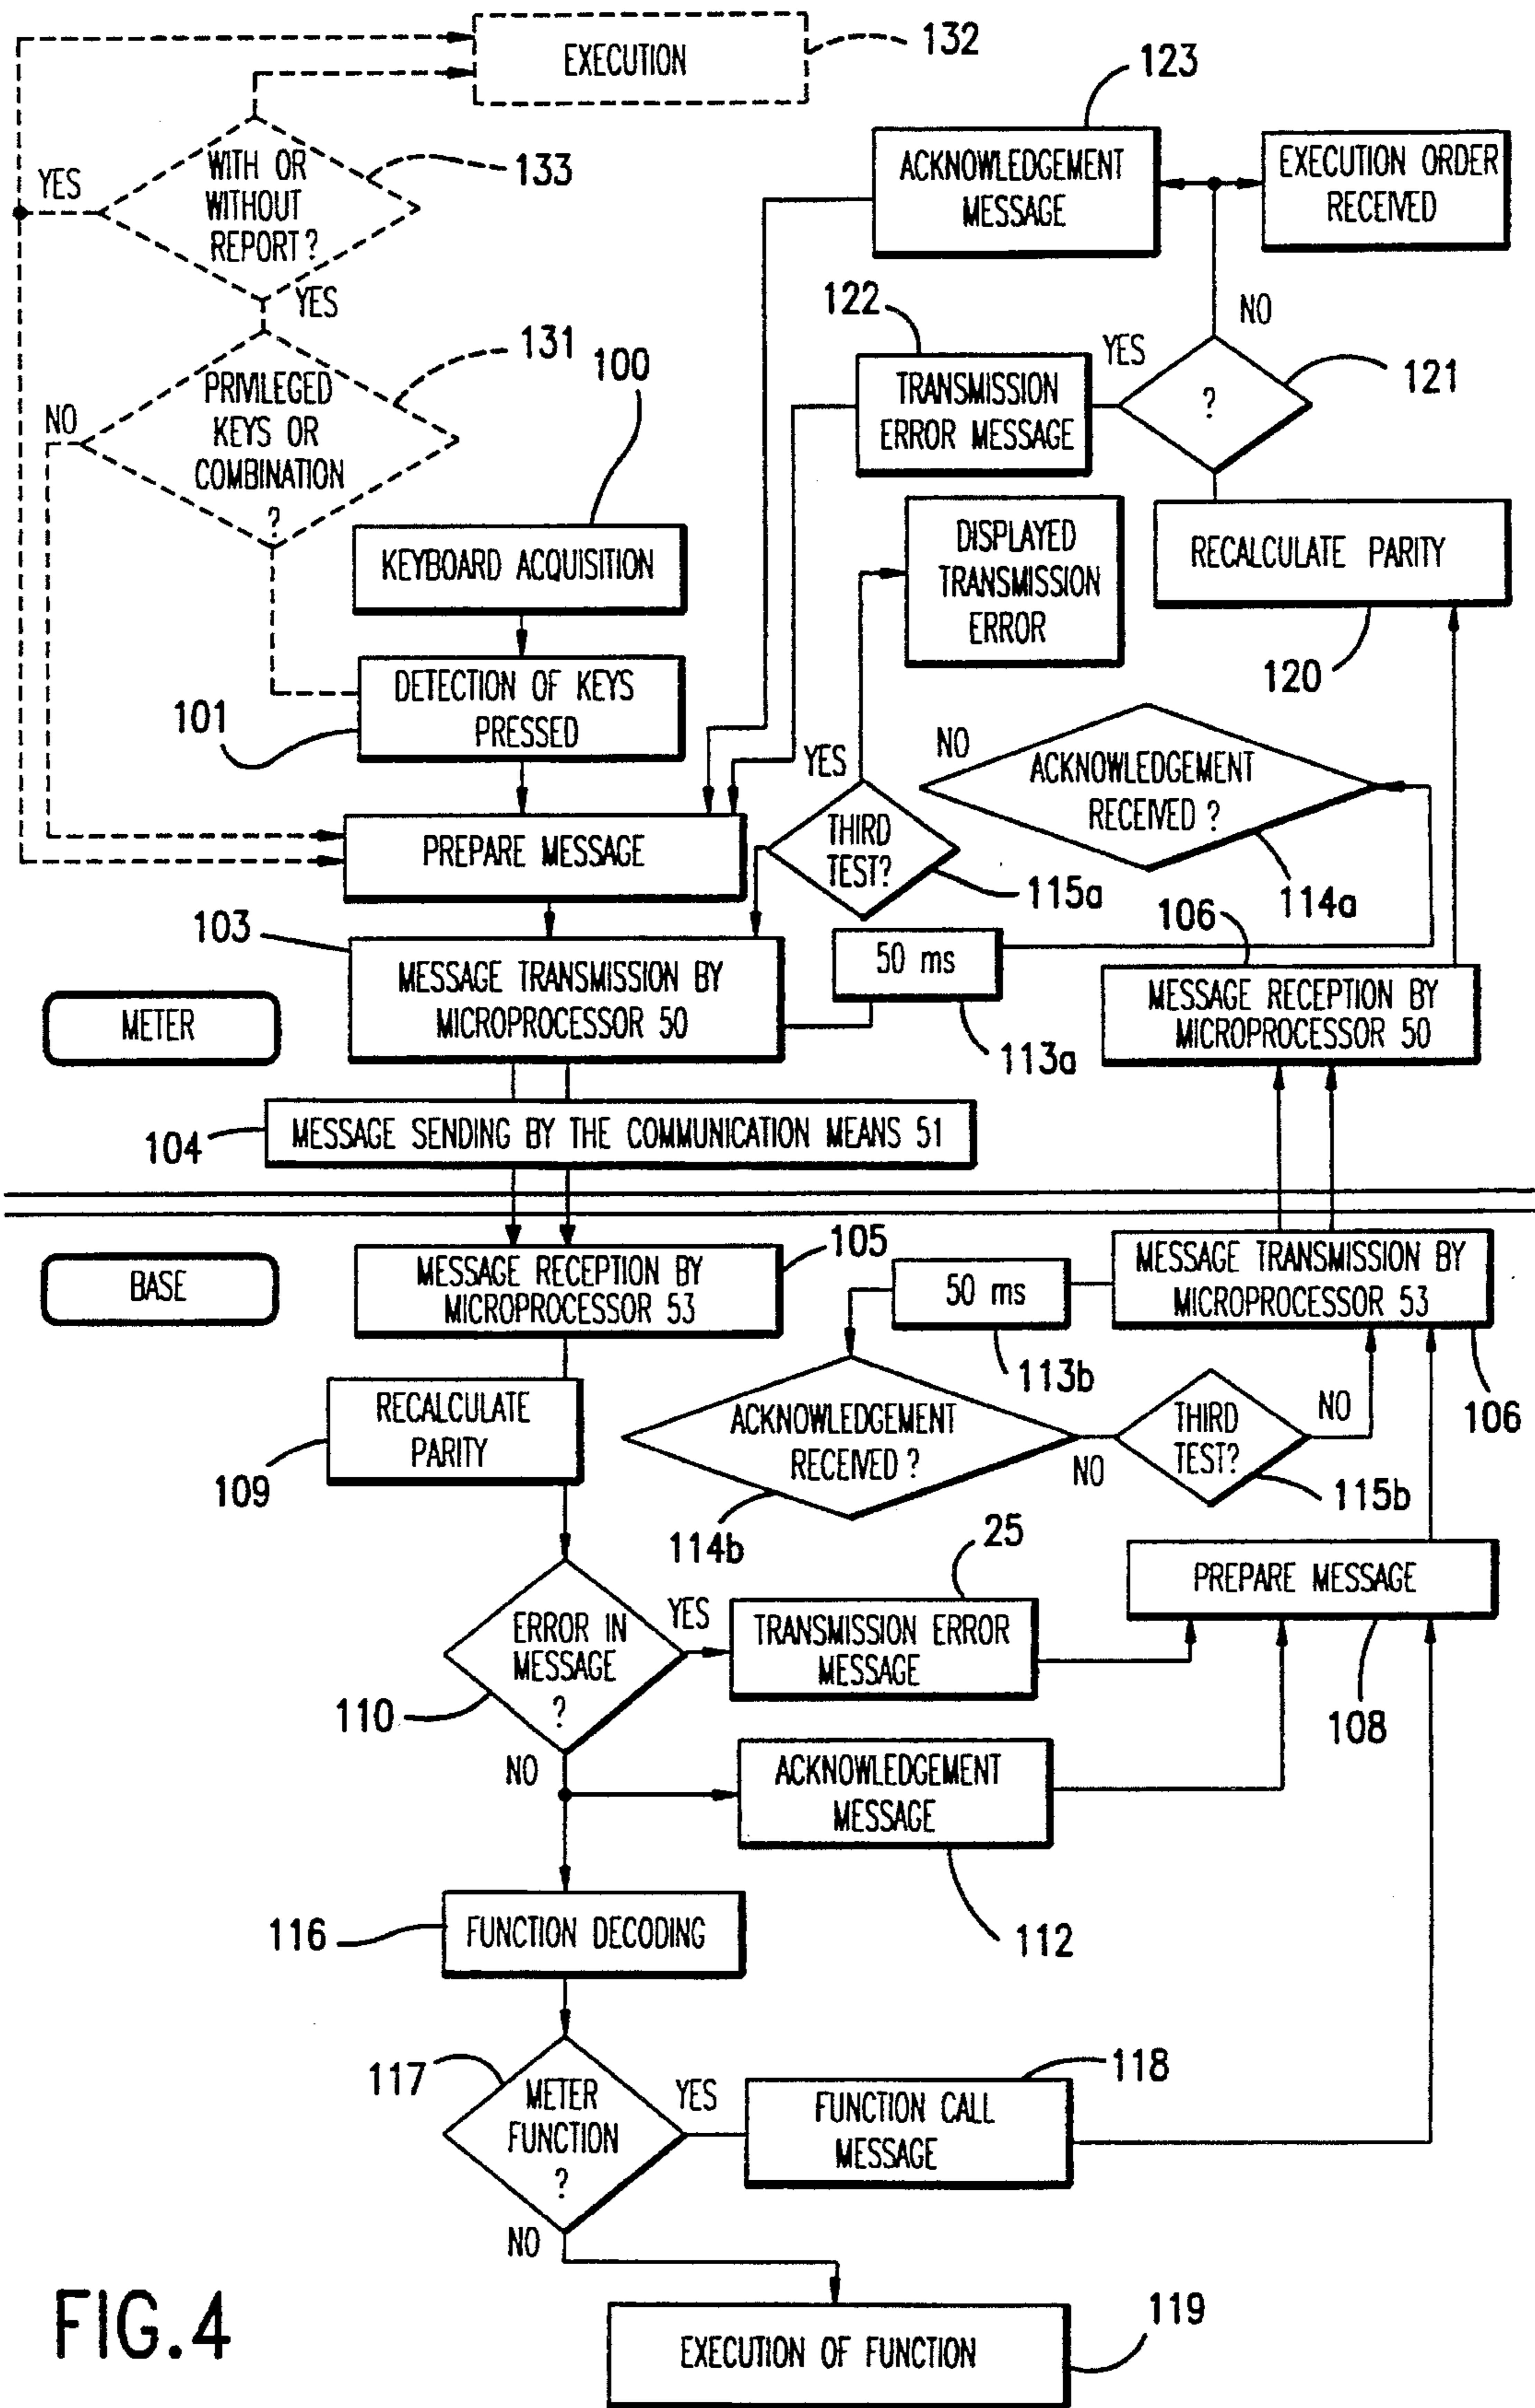 EXECUTION
132
123
WITH OR
WITHOUT
REPORT?
133
YES
YES
ACKNOWLEDGEMENT
MESSAGE
EXECUTION ORDER
RECEIVED
NO
122
YES
TRANSMISSION
ERROR MESSAGE
?
121
131
100
NO
PRIVILEGED
KEYS OR
COMBINATION
?
KEYBOARD ACQUISITION
DISPLAYED
TRANSMISSION
ERROR
RECALCULATE PARITY
120
101
DETECTION OF KEYS
PRESSED
YES
NO
ACKNOWLEDGEMENT
RECEIVED ?
114a
PREPARE MESSAGE
THIRD
TEST?
115a
103
106
MESSAGE TRANSMISSION BY
MICROPROCESSOR 50
50 ms
113a
MESSAGE RECEPTION BY
MICROPROCESSOR 50
METER
104
MESSAGE SENDING BY THE COMMUNICATION MEANS 51
BASE
MESSAGE RECEPTION BY
MICROPROCESSOR 53
105
50 ms
113b
MESSAGE TRANSMISSION BY
MICROPROCESSOR 53
106
RECALCULATE
PARITY
109
ACKNOWLEDGEMENT
RECEIVED ?
114b
NO
THIRD
TEST?
NO
115b
25
PREPARE MESSAGE
108
ERROR IN
MESSAGE
?
110
YES
TRANSMISSION ERROR
MESSAGE
NO
ACKNOWLEDGEMENT
MESSAGE
112
116
FUNCTION DECODING
117
METER
FUNCTION
?
YES
118
FUNCTION CALL
MESSAGE
NO
EXECUTION OF FUNCTION
119
FIG.4